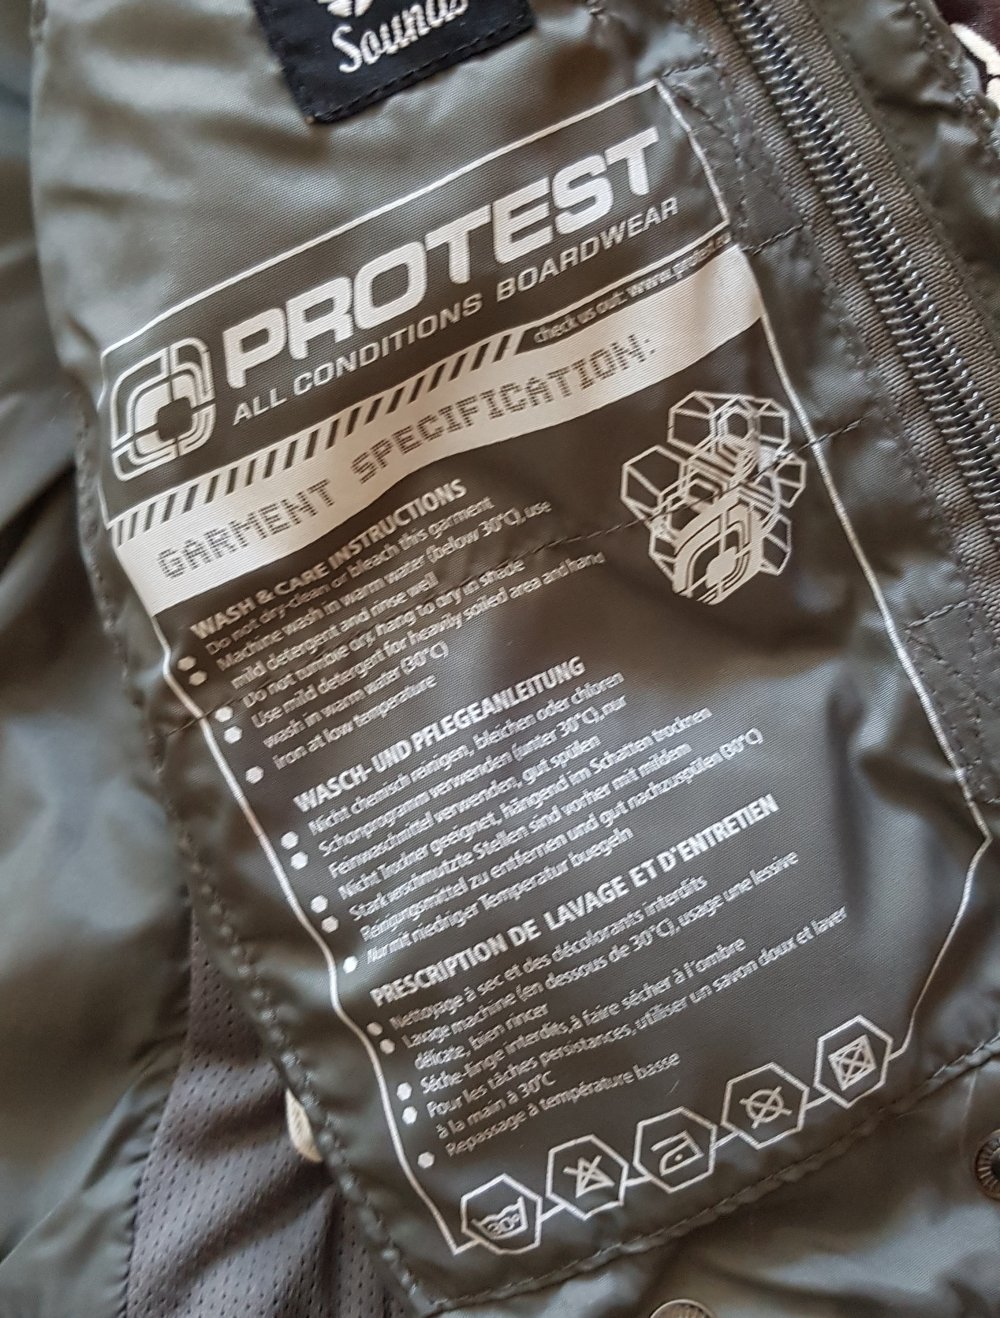 Sounds
PROTEST
ALL CONDITIONS BOARDWEAR
check us out: www.protest.
GARMENT SPECIFICATION:
WASH & CARE INSTRUCTIONS
Do not dry-clean or bleach this garment
Machine wash in warm water (below 30°C), use
mild detergent and rinse well
Do not tumble dry, hang to dry in shade
Use mild detergent for heavily soiled area and hand
wash in warm water (30°C)
Iron at low temperature
WASCH- UND PFLEGEANLEITUNG
Nicht chemisch reinigen, bleichen oder chloren
Schonprogramm verwenden (unter 30°C), nur
Feinwaschmittel verwenden, gut spülen
Nicht Trockner geeignet, hängend im Schatten trocknen
Stark verschmutzte Stellen sind vorher mit mildem
Reinigungsmittel zu entfernen und gut nachzuspülen (30°C)
Nur mit niedriger Temperatur buegeln
PRESCRIPTION DE LAVAGE ET D'ENTRETIEN
Nettoyage à sec et des décolorants interdits
Lavage machine (en dessous de 30°C), usage une lessive
délicate, bien rincer
Séche-linge interdits, à faire sécher à l'ombre
Pour les tâches persistances, utiliser un savon doux et laver
à la main à 30°C
Repassage à température basse
30°